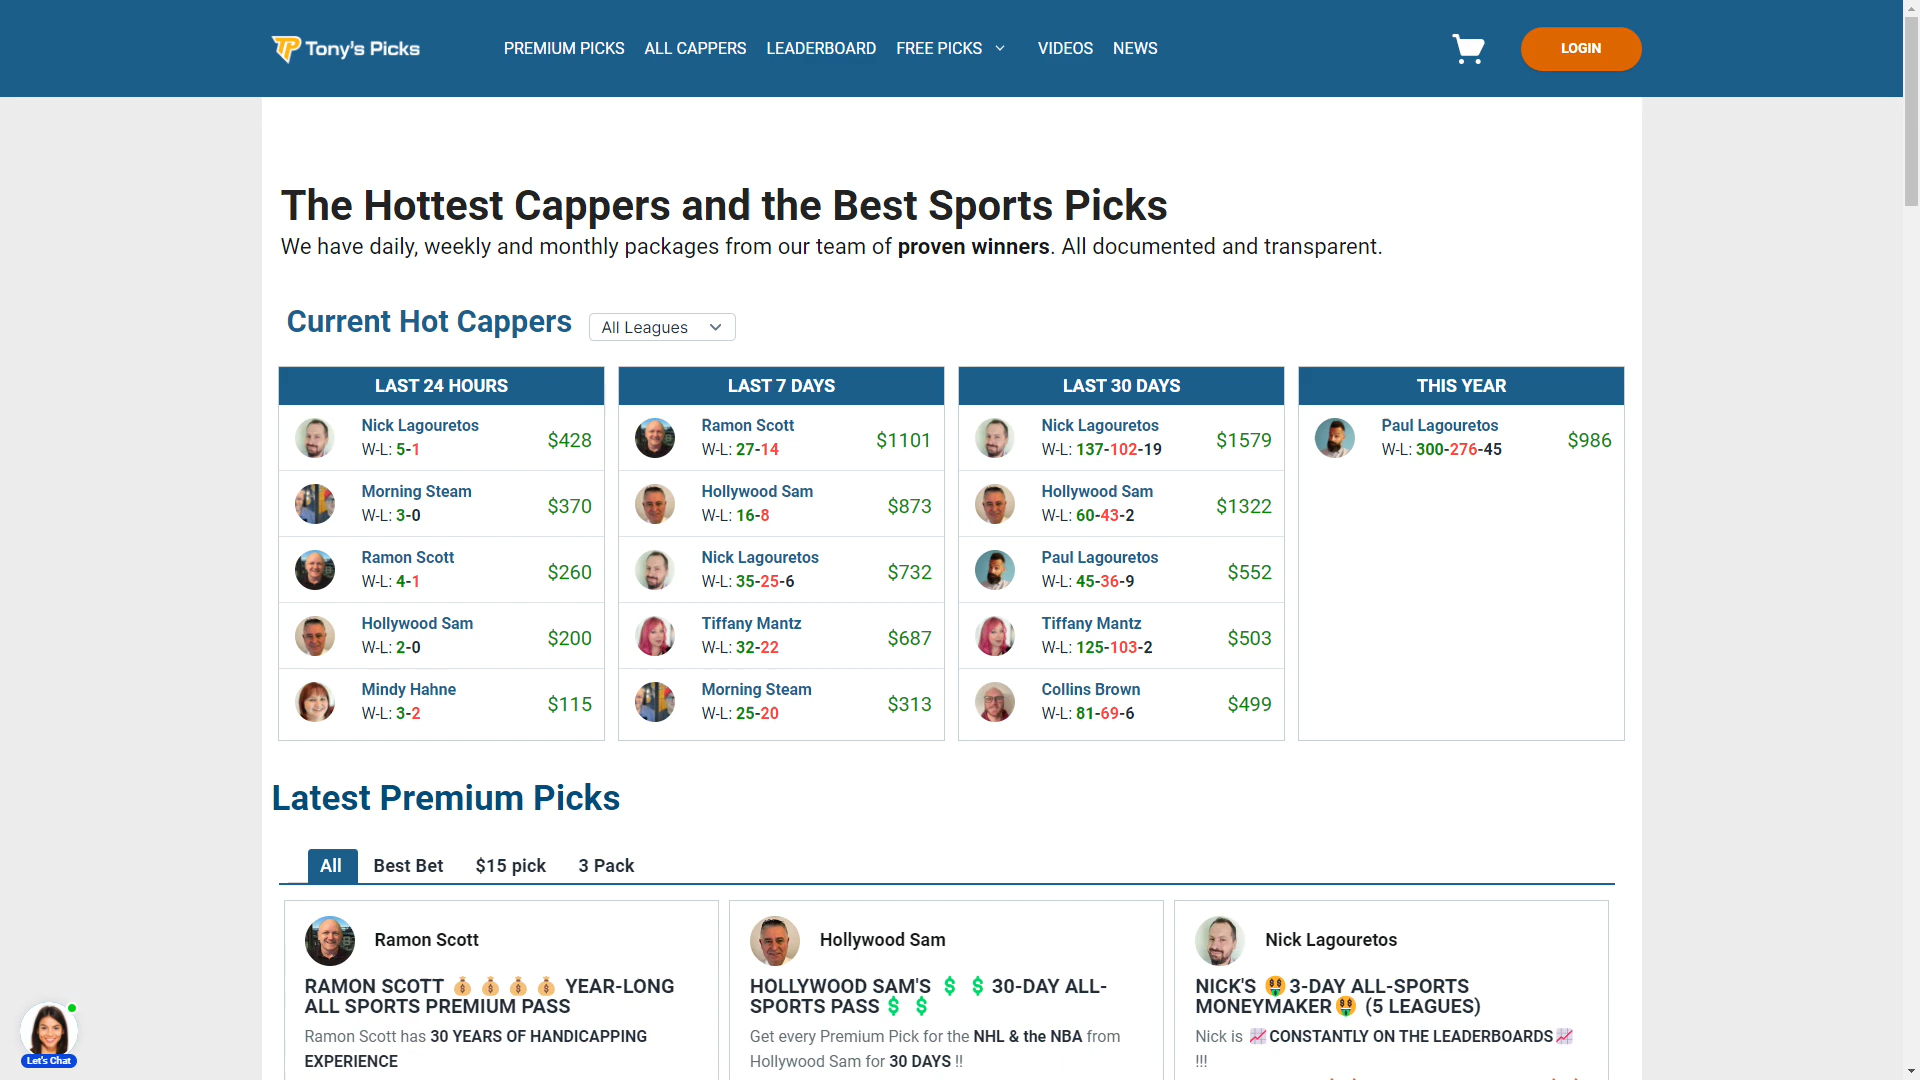 Tony's Picks
PREMIUM PICKS ALL CAPPERS LEADERBOARD FREE PICKS VIDEOS NEWS
LOGIN
The Hottest Cappers and the Best Sports Picks
We have daily, weekly and monthly packages from our team of proven winners. All documented and transparent.
Current Hot Cappers All Leagues
LAST 24 HOURS
Nick Lagouretos
W-L: 5-1 $428
Morning Steam
W-L: 3-0 $370
Ramon Scott
W-L: 4-1 $260
Hollywood Sam
W-L: 2-0 $200
Mindy Hahne
W-L: 3-2 $115
LAST 7 DAYS
Ramon Scott
W-L: 27-14 $1101
Hollywood Sam
W-L: 16-8 $873
Nick Lagouretos
W-L: 35-25-6 $732
Tiffany Mantz
W-L: 32-22 $687
Morning Steam
W-L: 25-20 $313
LAST 30 DAYS
Nick Lagouretos
W-L: 137-102-19 $1579
Hollywood Sam
W-L: 60-43-2 $1322
Paul Lagouretos
W-L: 45-36-9 $552
Tiffany Mantz
W-L: 125-103-2 $503
Collins Brown
W-L: 81-69-6 $499
THIS YEAR
Paul Lagouretos
W-L: 300-276-45 $986
Latest Premium Picks
All Best Bet $15 pick 3 Pack
Ramon Scott
RAMON SCOTT 💰💰💰💰 YEAR-LONG
ALL SPORTS PREMIUM PASS
Ramon Scott has 30 YEARS OF HANDICAPPING
EXPERIENCE
Hollywood Sam
HOLLYWOOD SAM'S 💲💲30-DAY ALL-
SPORTS PASS💲💲
Get every Premium Pick for the NHL & the NBA from
Hollywood Sam for 30 DAYS !!
Nick Lagouretos
NICK'S 🤑3-DAY ALL-SPORTS
MONEYMAKER🤑 (5 LEAGUES)
Nick is 📈CONSTANTLY ON THE LEADERBOARDS📈
!!!
Let's Chat